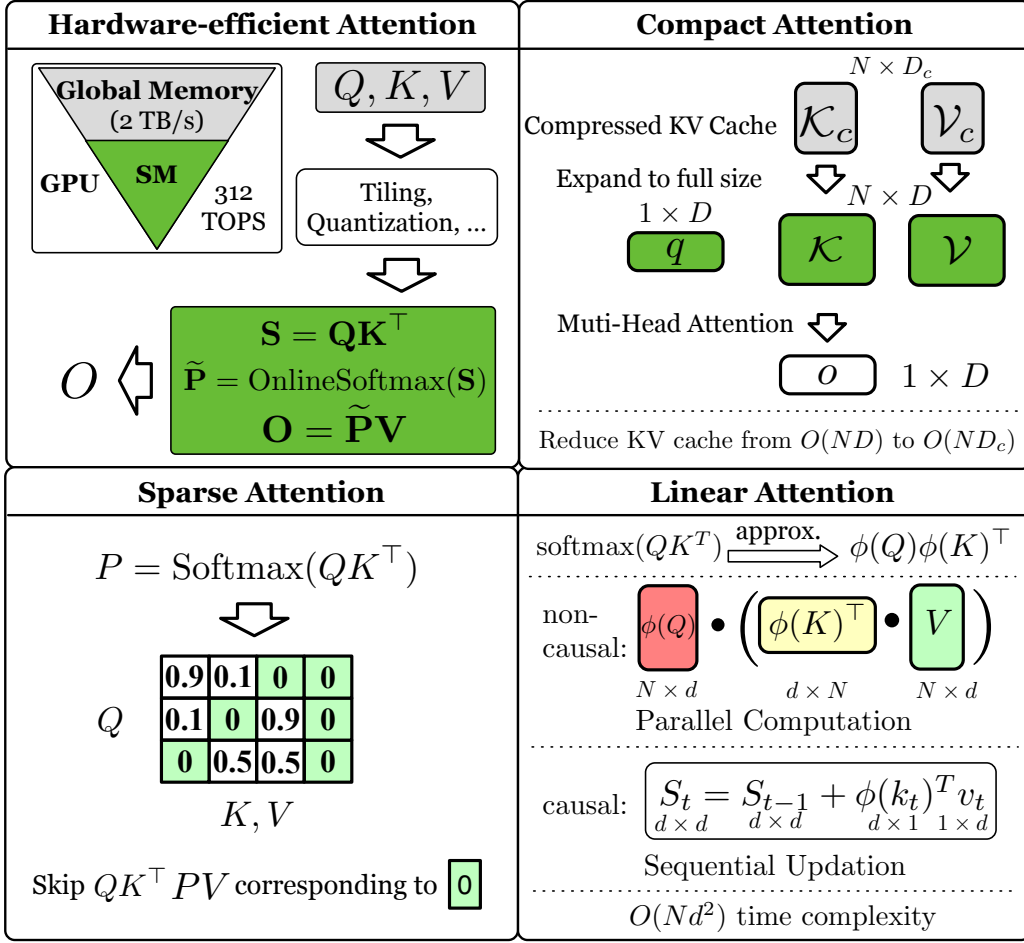 Hardware-efficient Attention
Global Memory
(2 TB/s)
SM
GPU
312
TOPS
Q, K, V
Tiling,
Quantization, ...
S = QK⊤
P̃ = OnlineSoftmax(S)
O = P̃V
O
Compact Attention
N × D_c
Compressed KV Cache
𝒦_c
𝒱_c
Expand to full size
N × D
1 × D
q
𝒦
𝒱
Muti-Head Attention
o
1 × D
Reduce KV cache from O(ND) to O(ND_c)
Sparse Attention
P = Softmax(QK⊤)
0.9 0.1 0 0
Q
0.1 0 0.9 0
0 0.5 0.5 0
K, V
Skip QK⊤ PV corresponding to 0
Linear Attention
softmax(QK^T) approx. ϕ(Q)ϕ(K)⊤
non-
causal:
ϕ(Q) • (ϕ(K)⊤ • V)
N × d d × N N × d
Parallel Computation
causal:
S_t = S_{t−1} + ϕ(k_t)^T v_t
d × d d × d d × 1 1 × d
Sequential Updation
O(Nd²) time complexity